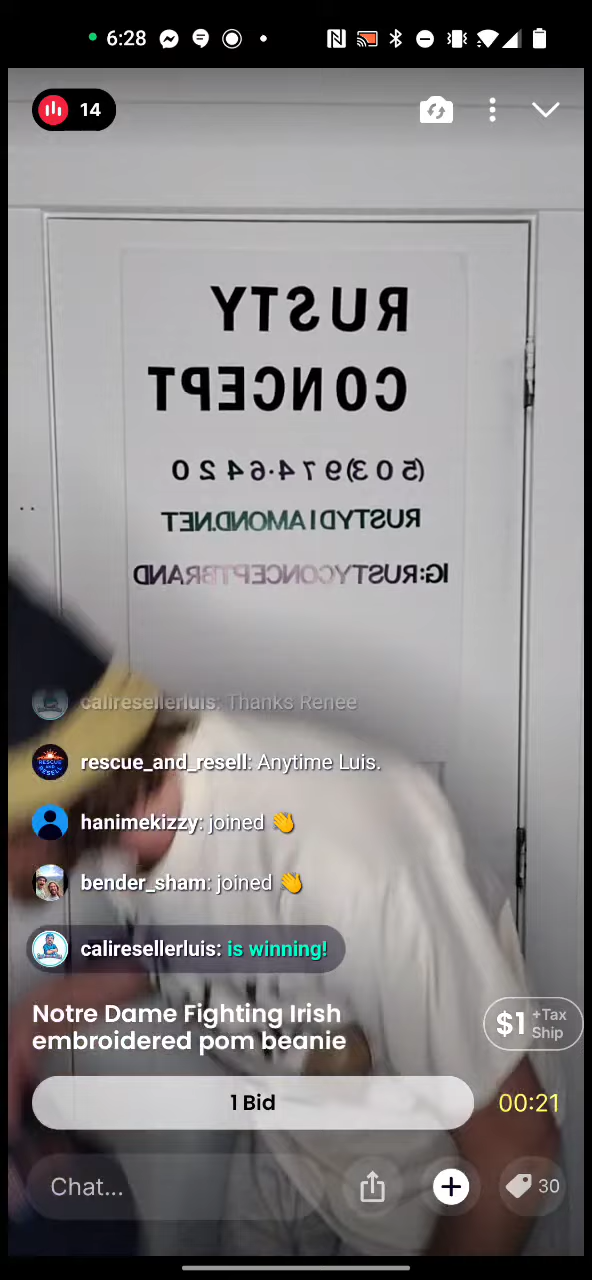 6:28
14
RUSTY
CONCEPT
(503)974-6420
RUSTYDIAMOND.NET
IG:RUSTYCONCEPTBRAND
caliresellerluis: Thanks Renee
rescue_and_resell: Anytime Luis.
hanimekizzy: joined 👋
bender_sham: joined 👋
caliresellerluis: is winning!
Notre Dame Fighting Irish
embroidered pom beanie
$1 +Tax
Ship
1 Bid
00:21
Chat...
30